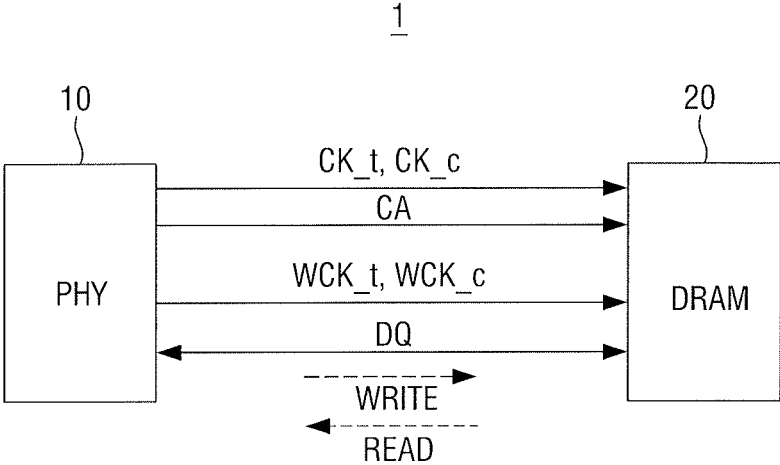 1
10
20
CK_t, CK_c
CA
PHY
WCK_t, WCK_c
DRAM
DQ
WRITE
READ